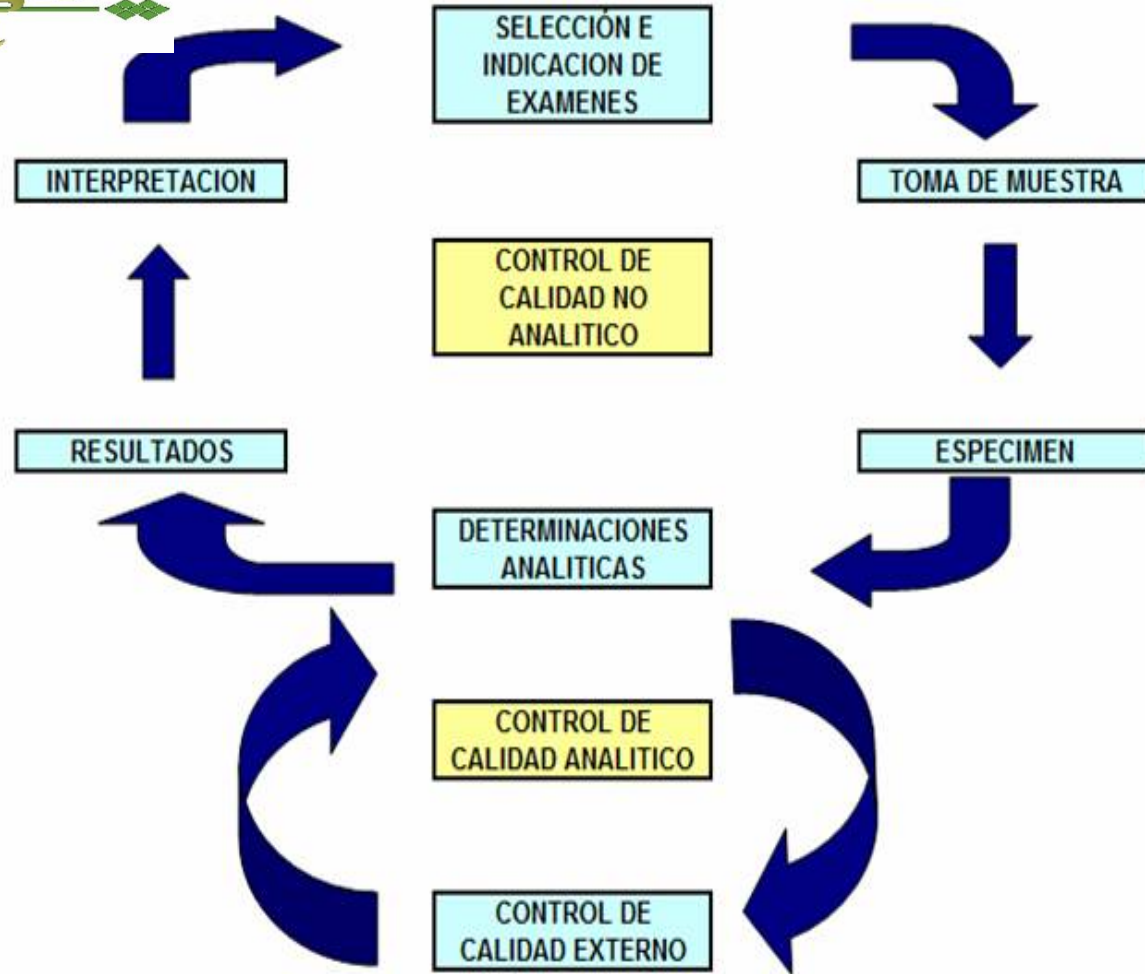 SELECCIÓN E
INDICACION DE
EXAMENES
INTERPRETACION
TOMA DE MUESTRA
CONTROL DE
CALIDAD NO
ANALITICO
RESULTADOS
ESPECIMEN
DETERMINACIONES
ANALITICAS
CONTROL DE
CALIDAD ANALITICO
CONTROL DE
CALIDAD EXTERNO